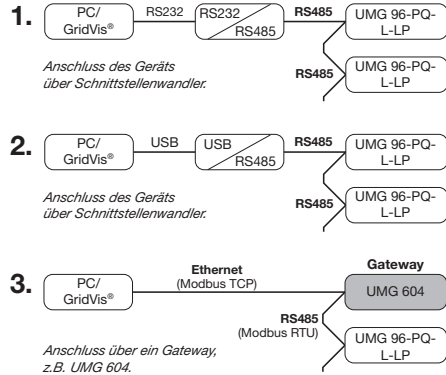 1.
PC/
GridVis®
RS232
RS232
RS485
RS485
UMG 96-PQ-
L-LP
Anschluss des Geräts
über Schnittstellenwandler.
RS485
UMG 96-PQ-
L-LP
2.
PC/
GridVis®
USB
USB
RS485
RS485
UMG 96-PQ-
L-LP
Anschluss des Geräts
über Schnittstellenwandler.
RS485
UMG 96-PQ-
L-LP
3.
PC/
GridVis®
Ethernet
(Modbus TCP)
Gateway
UMG 604
RS485
(Modbus RTU)
Anschluss über ein Gateway,
z.B. UMG 604.
UMG 96-PQ-
L-LP